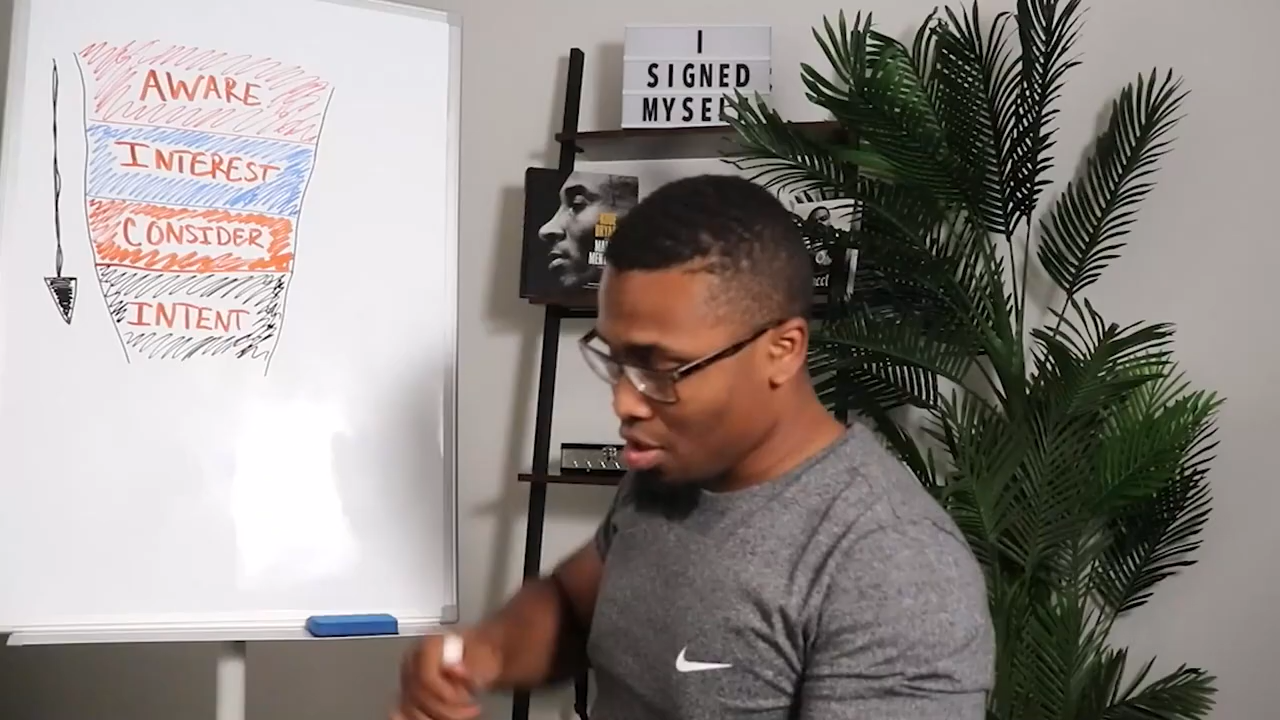 AWARE
INTEREST
CONSIDER
INTENT
I
SIGNED